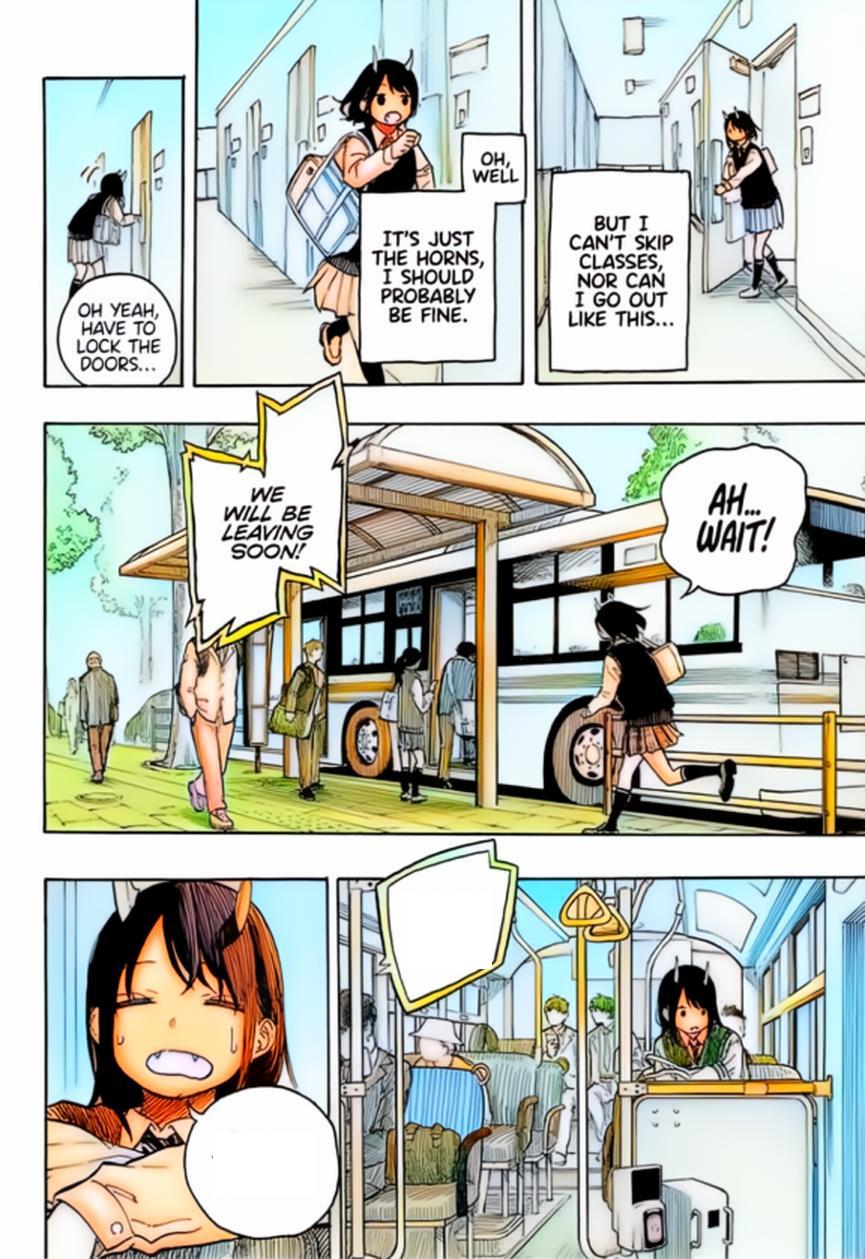 BUT I
CAN'T SKIP
CLASSES,
NOR CAN
I GO OUT
LIKE THIS...
OH,
WELL
IT'S JUST
THE HORNS,
I SHOULD
PROBABLY
BE FINE.
OH YEAH,
HAVE TO
LOCK THE
DOORS...
AH...
WAIT!
WE
WILL BE
LEAVING
SOON!